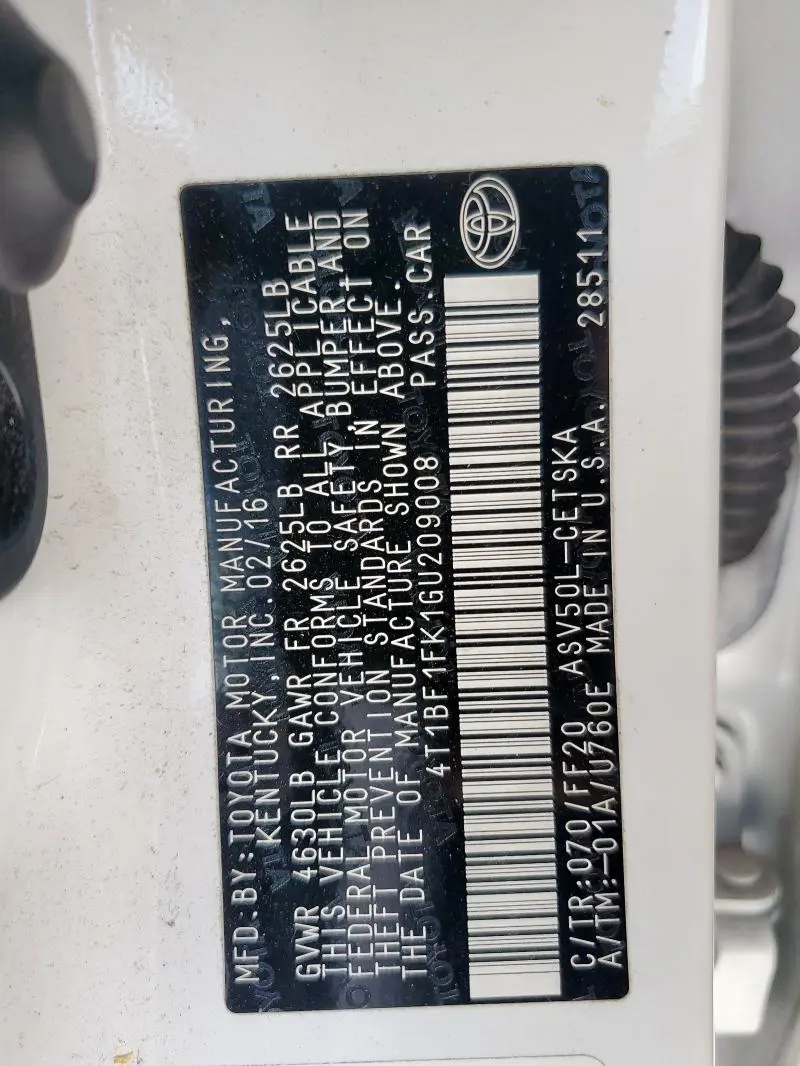 MFD.BY:TOYOTA MOTOR MANUFACTURING,
KENTUCKY,INC.02/16
GVWR 4630LB GAWR FR 2625LB RR 2625LB
THIS VEHICLE CONFORMS TO ALL APPLICABLE
FEDERAL MOTOR VEHICLE SAFETY, BUMPER,AND
THEFT PREVENTION STANDARDS IN EFFECT ON
THE DATE OF MANUFACTURE SHOWN ABOVE.
4T1BF1FK1GU209008 PASS.CAR
C/TR:070/FF20 ASV50L-CETSKA
A/TM:-01A/U760E MADE IN U.S.A. 28511